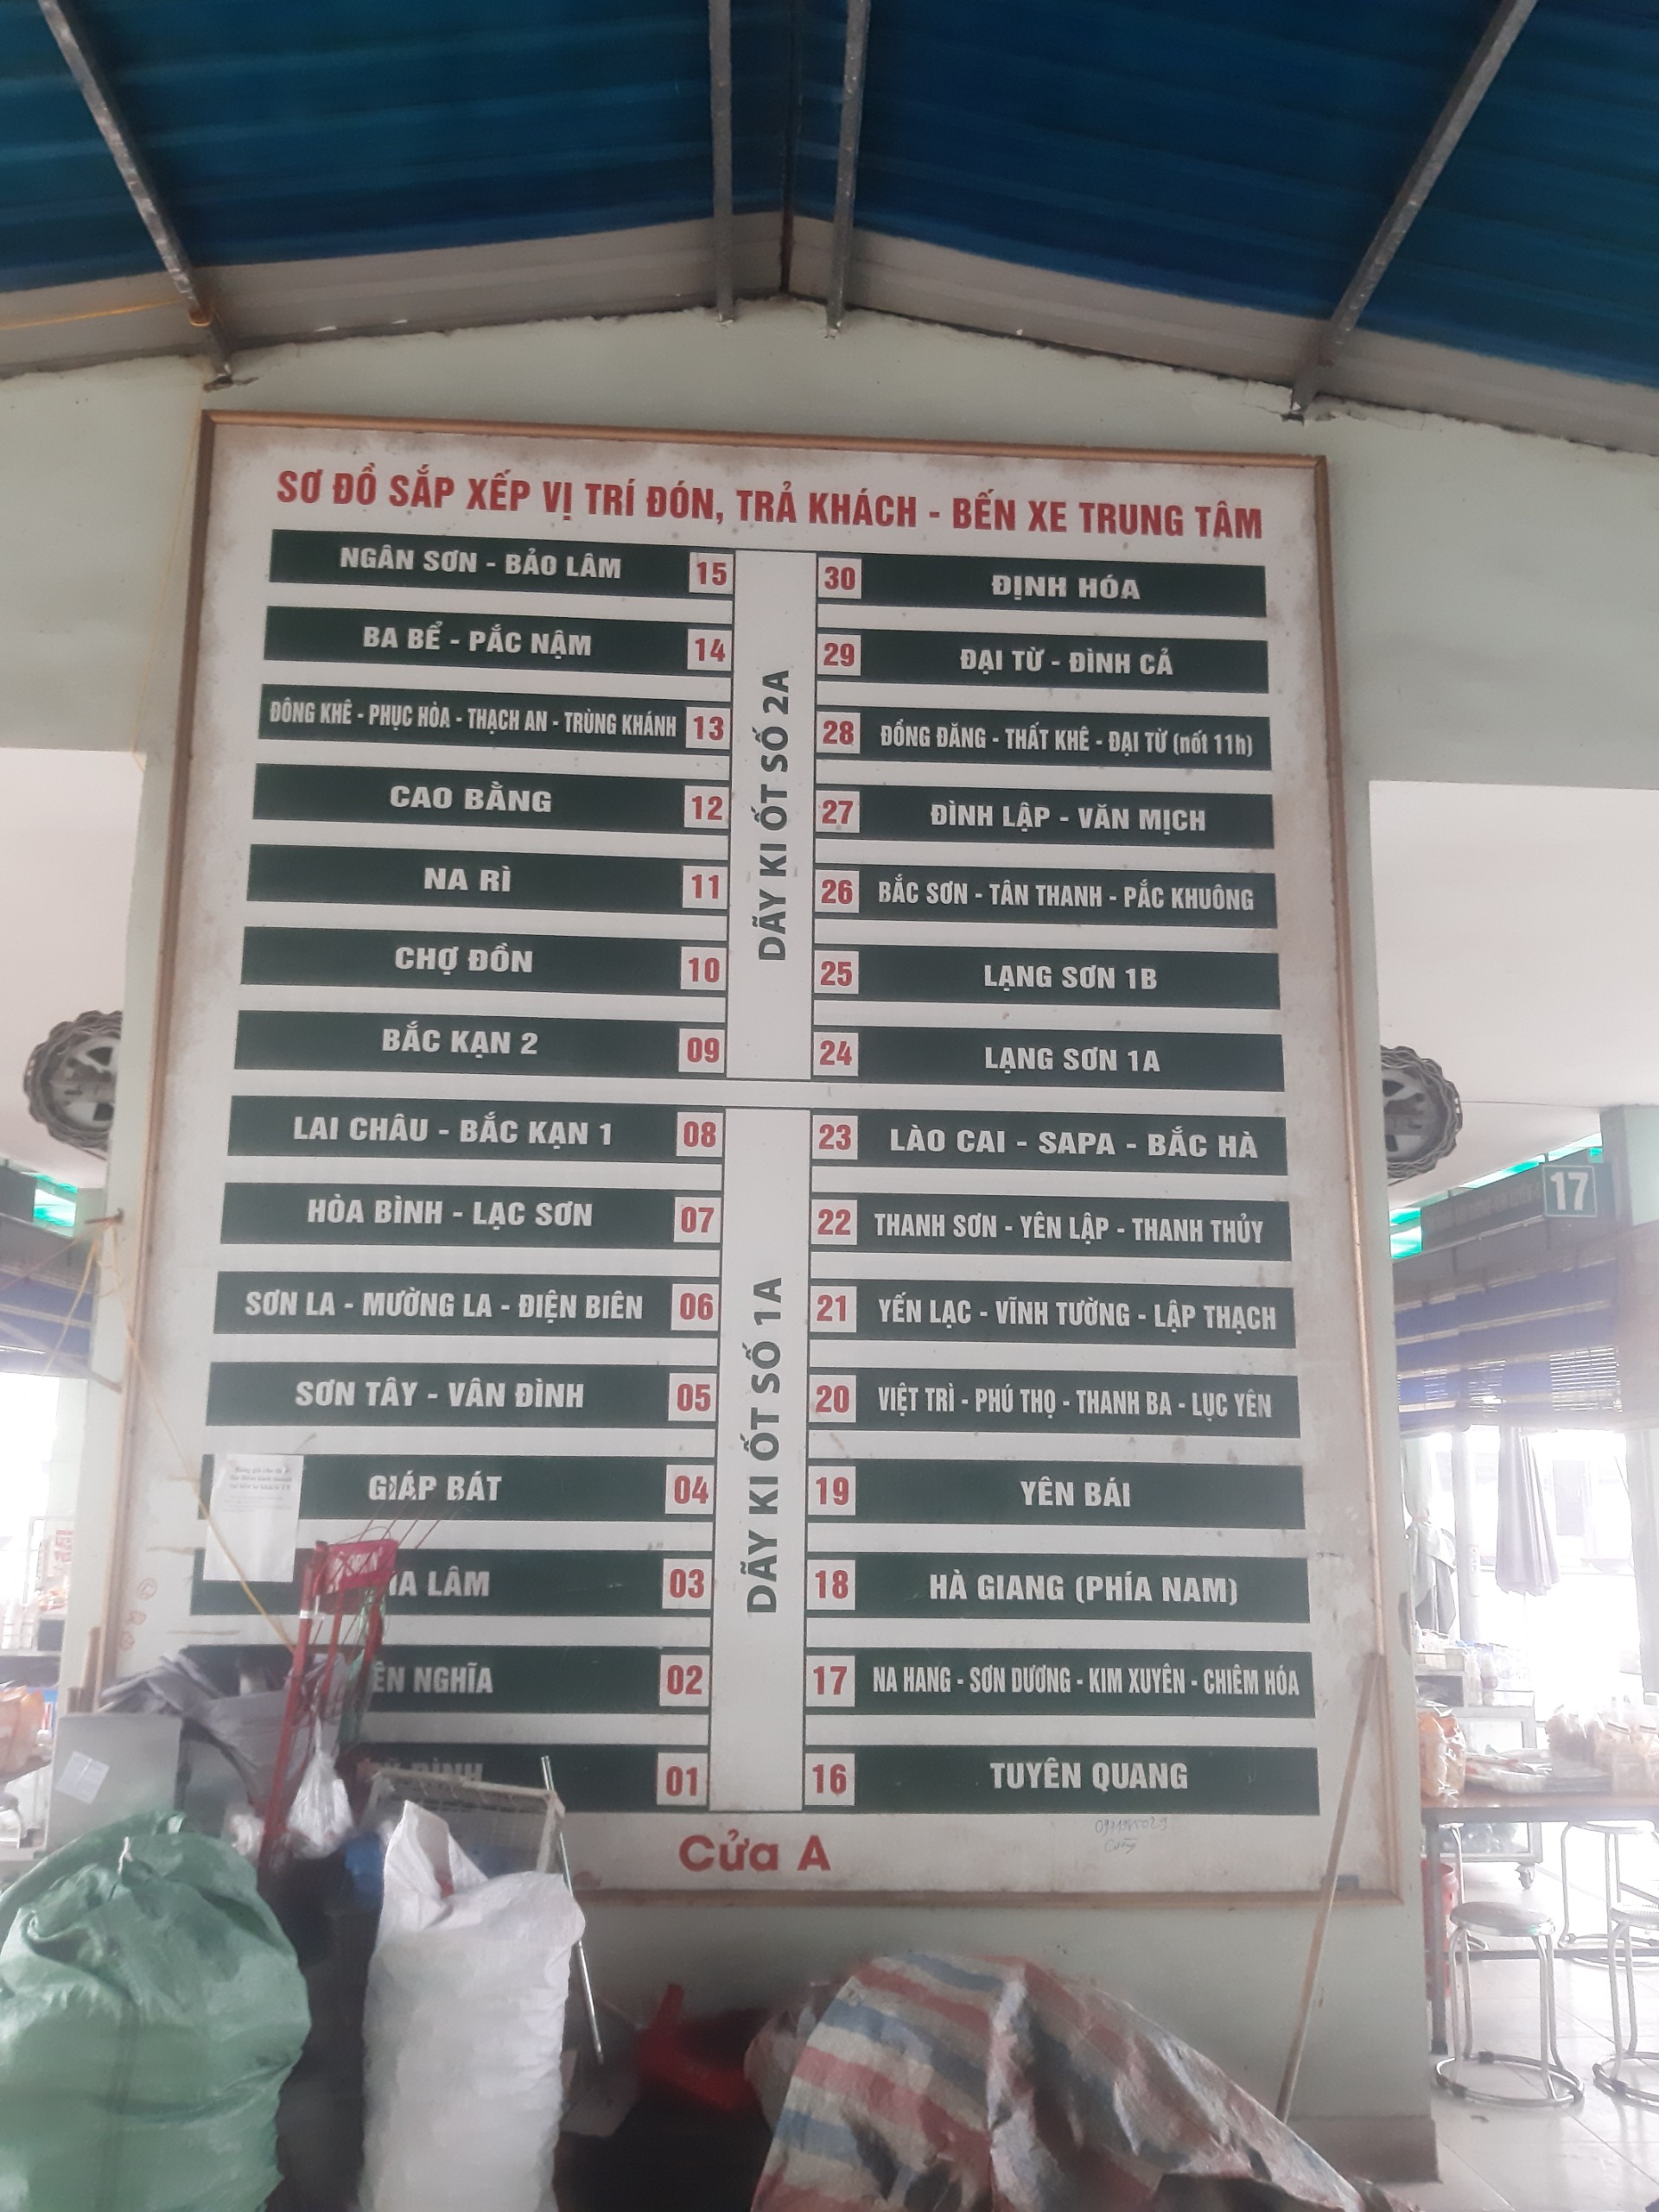 SƠ ĐỒ SẮP XẾP VỊ TRÍ ĐÓN, TRẢ KHÁCH - BẾN XE TRUNG TÂM
NGÂN SƠN - BẢO LÂM 15
BA BỂ - PẮC NẬM 14
ĐÔNG KHÊ - PHỤC HÒA - THẠCH AN - TRÙNG KHÁNH 13
CAO BẰNG 12
NA RÌ 11
CHỢ ĐỒN 10
BẮC KẠN 2 09
LAI CHÂU - BẮC KẠN 1 08
HÒA BÌNH - LẠC SƠN 07
SƠN LA - MƯỜNG LA - ĐIỆN BIÊN 06
SƠN TÂY - VÂN ĐÌNH 05
GIÁP BÁT 04
LÂM 03
NGHĨA 02
01
DÃY KI ỐT SỐ 2A
DÃY KI ỐT SỐ 1A
30 ĐỊNH HÓA
29 ĐẠI TỪ - ĐÌNH CẢ
28 ĐỒNG ĐĂNG - THẤT KHÊ - ĐẠI TỪ (nốt 11h)
27 ĐÌNH LẬP - VĂN MỊCH
26 BẮC SƠN - TÂN THANH - PẮC KHUÔNG
25 LẠNG SƠN 1B
24 LẠNG SƠN 1A
23 LÀO CAI - SAPA - BẮC HÀ
22 THANH SƠN - YÊN LẬP - THANH THỦY
21 YẾN LẠC - VĨNH TƯỜNG - LẬP THẠCH
20 VIỆT TRÌ - PHÚ THỌ - THANH BA - LỤC YÊN
19 YÊN BÁI
18 HÀ GIANG (PHÍA NAM)
17 NA HANG - SƠN DƯƠNG - KIM XUYÊN - CHIÊM HÓA
16 TUYÊN QUANG
Cửa A
17